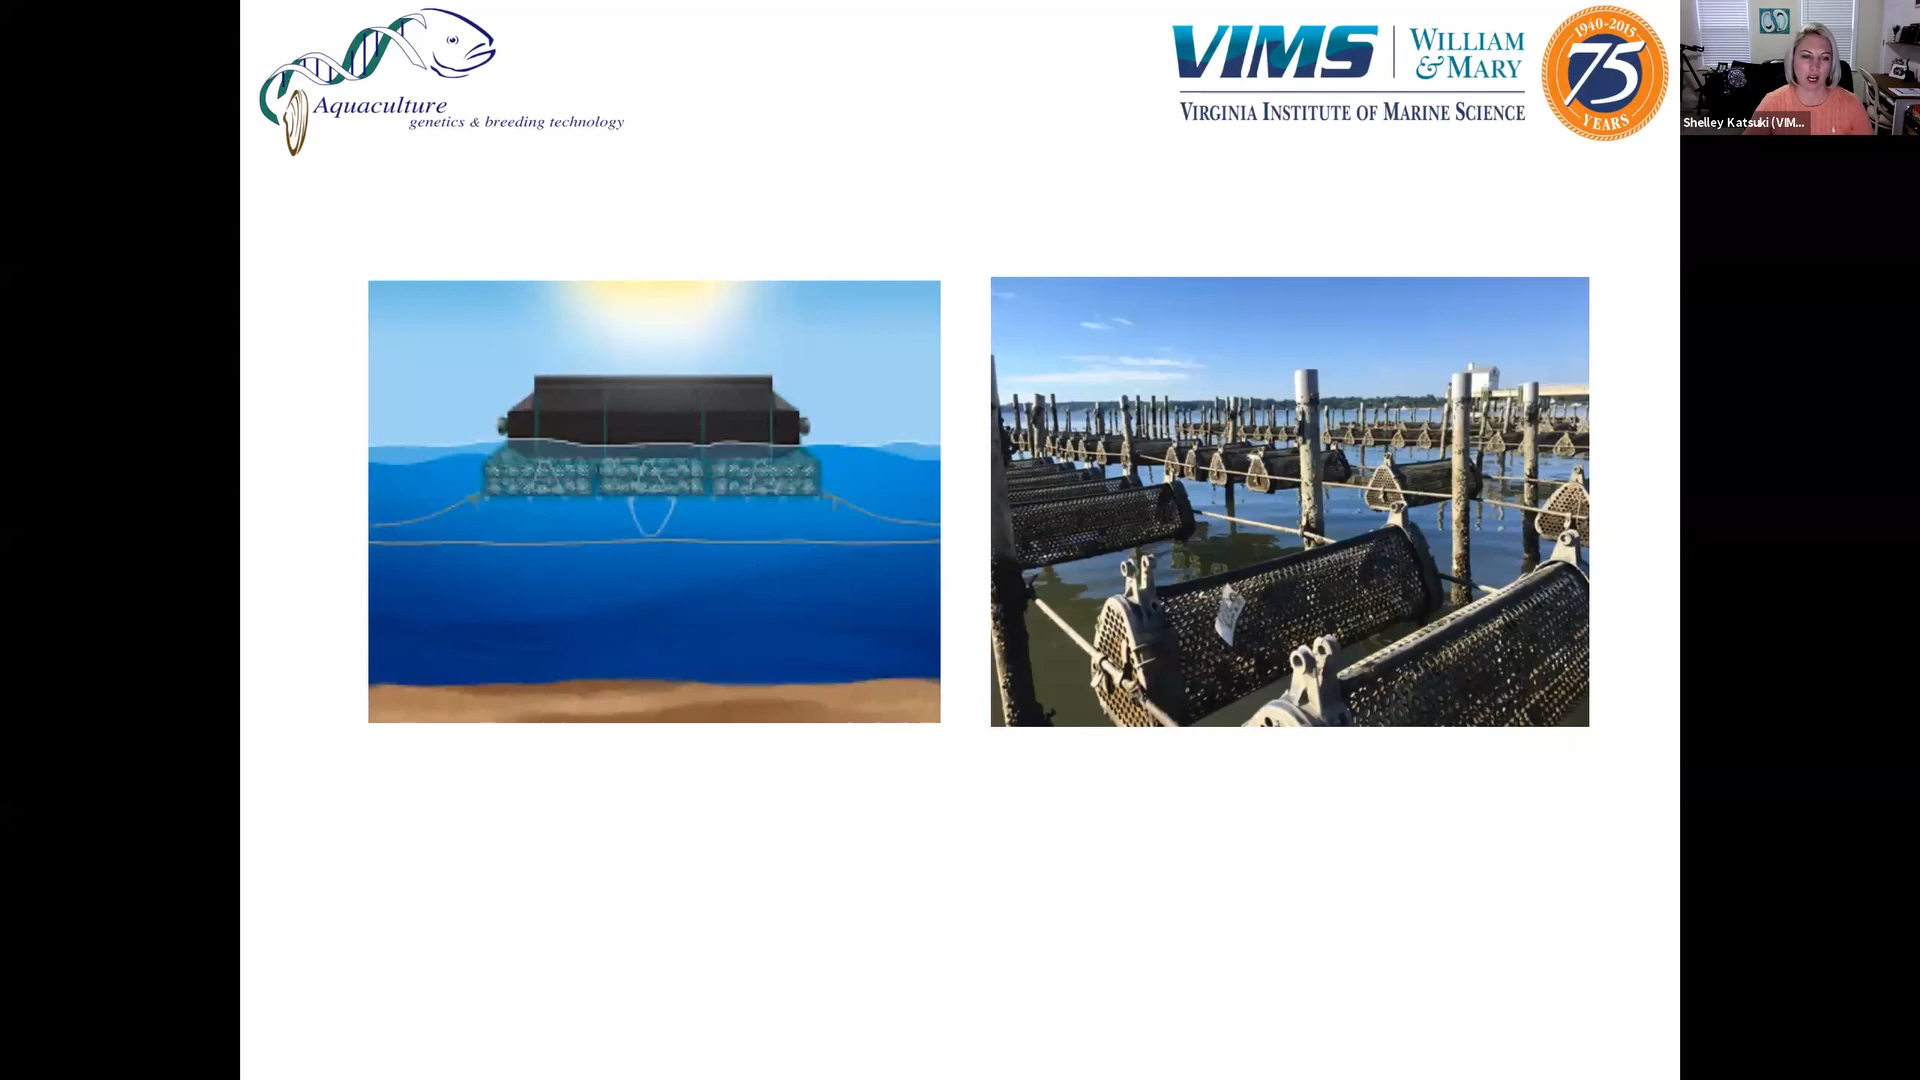 Aquaculture
genetics & breeding technology
VIMS
WILLIAM
& MARY
VIRGINIA INSTITUTE OF MARINE SCIENCE
1940-2015
75
YEARS
Shelley Katsuki (VIM...